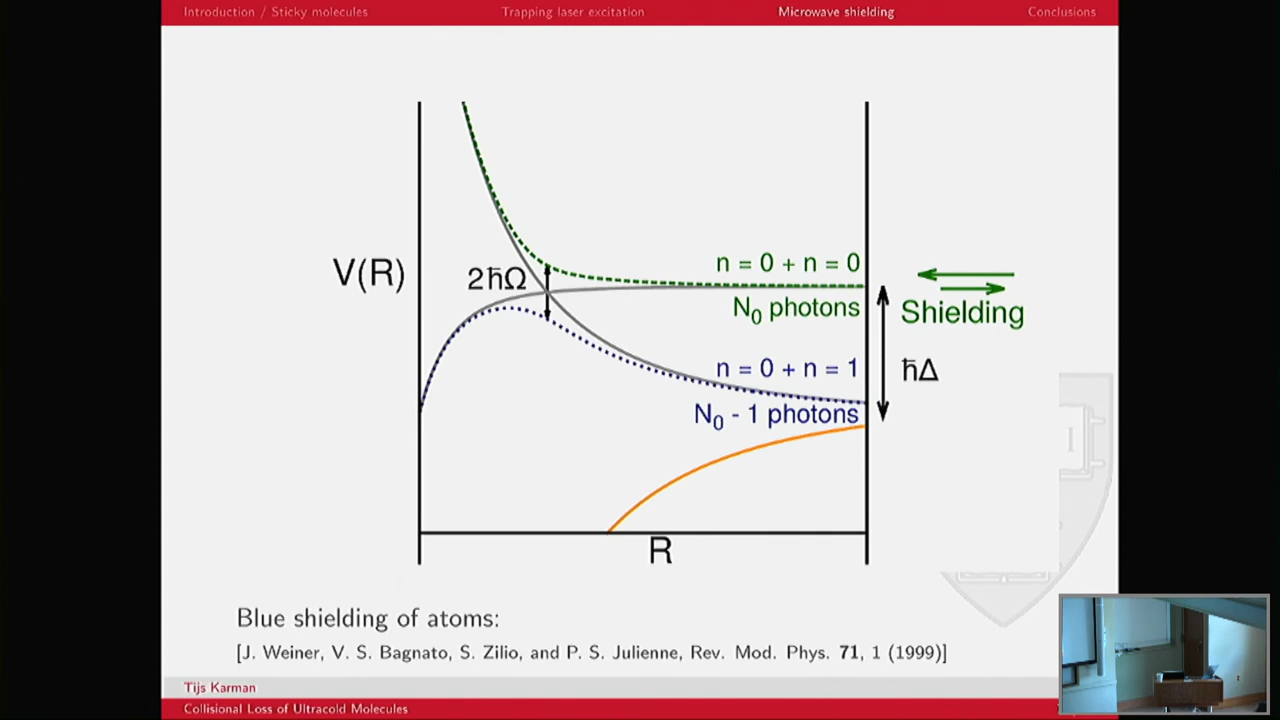 Introduction / Sticky molecules
Trapping laser excitation
Microwave shielding
Conclusions
V(R)
2ħΩ
n = 0 + n = 0
N₀ photons
Shielding
n = 0 + n = 1
ħΔ
N₀ - 1 photons
R
Blue shielding of atoms:
[J. Weiner, V. S. Bagnato, S. Zilio, and P. S. Julienne, Rev. Mod. Phys. 71, 1 (1999)]
Tijs Karman
Collisional Loss of Ultracold Molecules